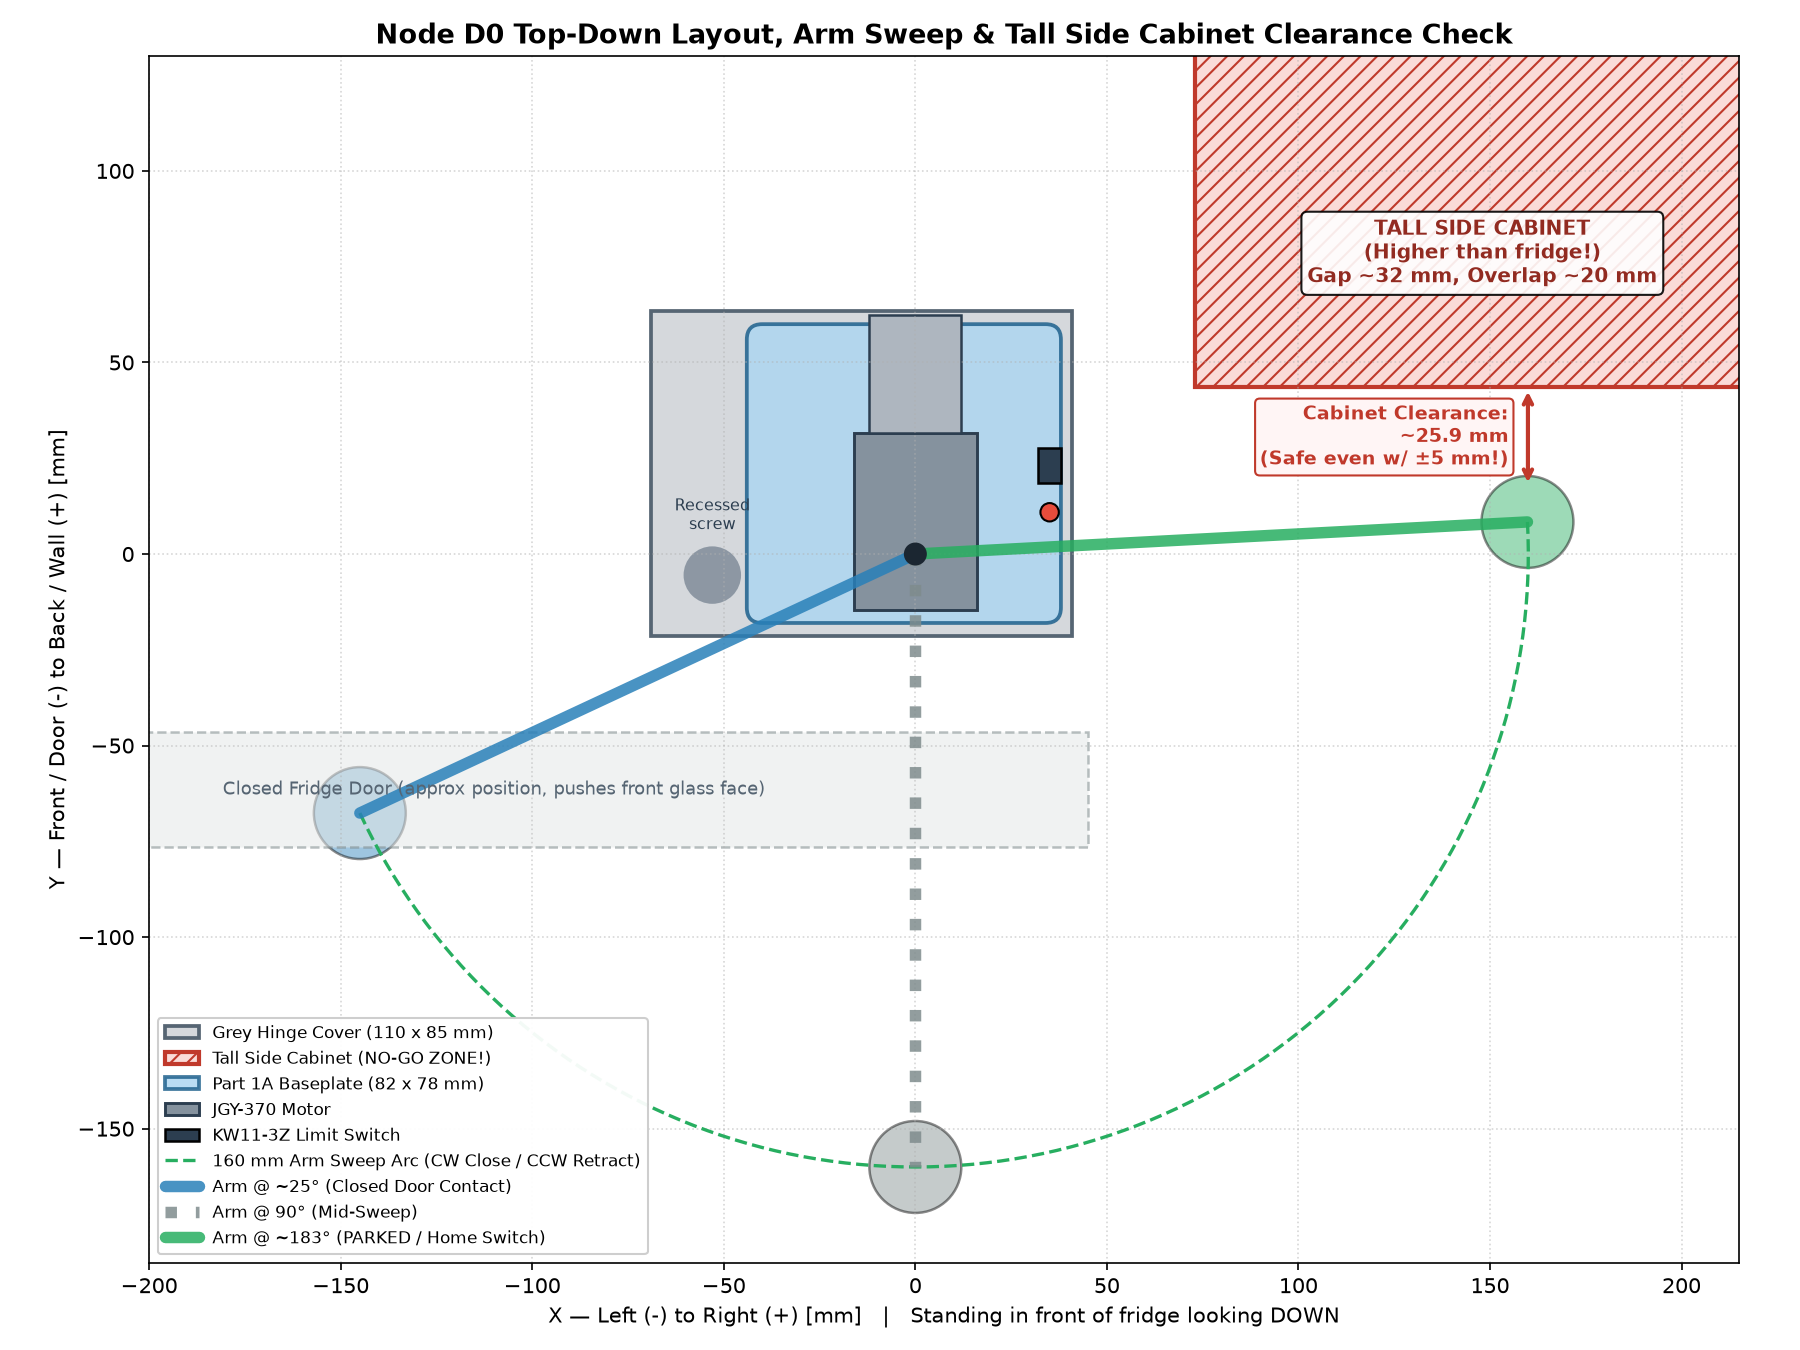 Node D0 Top-Down Layout, Arm Sweep & Tall Side Cabinet Clearance Check
Y — Front / Door (-) to Back / Wall (+) [mm]
100
50
0
−50
−100
−150
TALL SIDE CABINET
(Higher than fridge!)
Gap ~32 mm, Overlap ~20 mm
Cabinet Clearance:
~25.9 mm
(Safe even w/ ±5 mm!)
Recessed
screw
Closed Fridge Door (approx position, pushes front glass face)
Grey Hinge Cover (110 x 85 mm)
Tall Side Cabinet (NO-GO ZONE!)
Part 1A Baseplate (82 x 78 mm)
JGY-370 Motor
KW11-3Z Limit Switch
160 mm Arm Sweep Arc (CW Close / CCW Retract)
Arm @ ~25° (Closed Door Contact)
Arm @ 90° (Mid-Sweep)
Arm @ ~183° (PARKED / Home Switch)
−200 −150 −100 −50 0 50 100 150 200
X — Left (-) to Right (+) [mm] | Standing in front of fridge looking DOWN